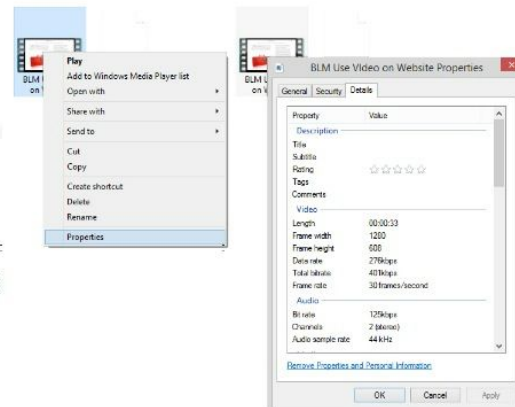 BLM
on
Play
Add to Windows Media Player list
Open with
Share with
Send to
Cut
Copy
Create shortcut
Delete
Rename
Properties
BLM U
on
BLM Use Video on Website Properties
General Security Details
Property Value
Description
Title
Subtitle
Rating
Tags
Comments
Video
Length 00:00:33
Frame width 1280
Frame height 608
Data rate 276kbps
Total bitrate 401kbps
Frame rate 30 frames/second
Audio
Bit rate 125kbps
Channels 2 (stereo)
Audio sample rate 44 kHz
Remove Properties and Personal Information
OK Cancel Apply